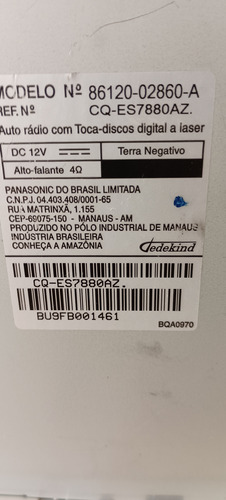 MODELO Nº 86120-02860-A
REF. Nº CQ-ES7880AZ.
Auto rádio com Toca-discos digital a laser
DC 12V Terra Negativo
Alto-falante 4Ω
PANASONIC DO BRASIL LIMITADA
C.N.P.J. 04.403.408/0001-65
RUA MATRINXÃ, 1.155
CEP-69075-150 - MANAUS - AM
PRODUZIDO NO PÓLO INDUSTRIAL DE MANAUS
INDÚSTRIA BRASILEIRA
CONHEÇA A AMAZÔNIA
Dedekind
CQ-ES7880AZ.
BU9FB001461
BQA0970